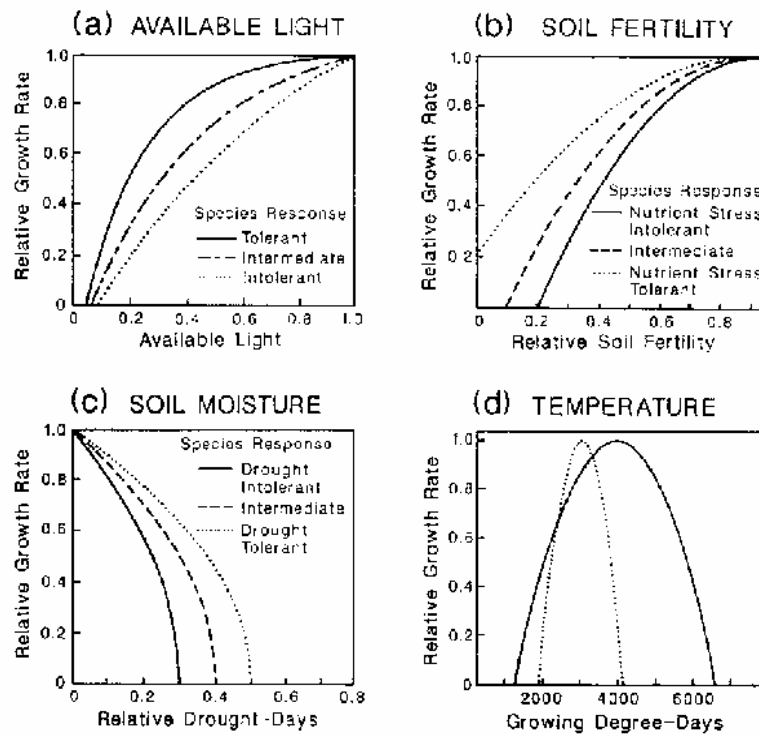 (a) AVAILABLE LIGHT
Relative Growth Rate
1.0
0.8
0.6
0.4
0.2
0
Species Response
Tolerant
Intermediate
Intolerant
0 0.2 0.4 0.6 0.8 1.0
Available Light
(b) SOIL FERTILITY
Relative Growth Rate
1.0
0.8
0.6
0.4
0.2
Species Response
Nutrient Stress
Intolerant
Intermediate
Nutrient Stress
Tolerant
0 0.2 0.4 0.6 0.8
Relative Soil Fertility
(c) SOIL MOISTURE
Relative Growth Rate
1.0
0.8
0.6
0.4
0.2
0
Species Response
Drought
Intolerant
Intermediate
Drought
Tolerant
0 0.2 0.4 0.6 0.8
Relative Drought-Days
(d) TEMPERATURE
Relative Growth Rate
1.0
0.8
0.6
0.4
0.2
0
2000 4000 6000
Growing Degree-Days